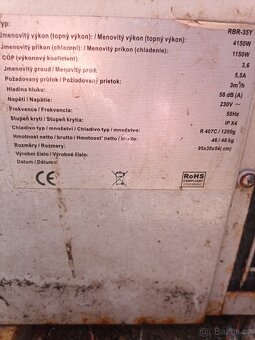 Typ: RBR-35Y
Jmenovitý výkon (topný výkon) / Menovitý výkon (topný výkon): 4150W
Jmenovitý příkon (chlazení) / Menovitý príkon (chladenie): 1150W
COP (výkonový koeficient) 3,6
Jmenovitý proud / Menovitý prúd: 5,5A
Požadovaný průtok / Požadovaný prietok: 3m³/h
Hladina hluku: 58 dB (A)
Napětí / Napätie: 230V ~
Frekvence / Frekvencia: 50Hz
Stupeň krytí / Stupeň krytia: IP X4
Chladivo typ / množství / Chladivo typ / množstvo: R 407C / 1200g
Hmotnost netto / brutto / Hmotnosť netto / brutto: 46 / 49 kg
Rozměry / Rozmery: 95x30x54( cm)
Výrobní číslo / Výrobné číslo:
Datum / Dátum:
CE
RoHS
COMPLIANT